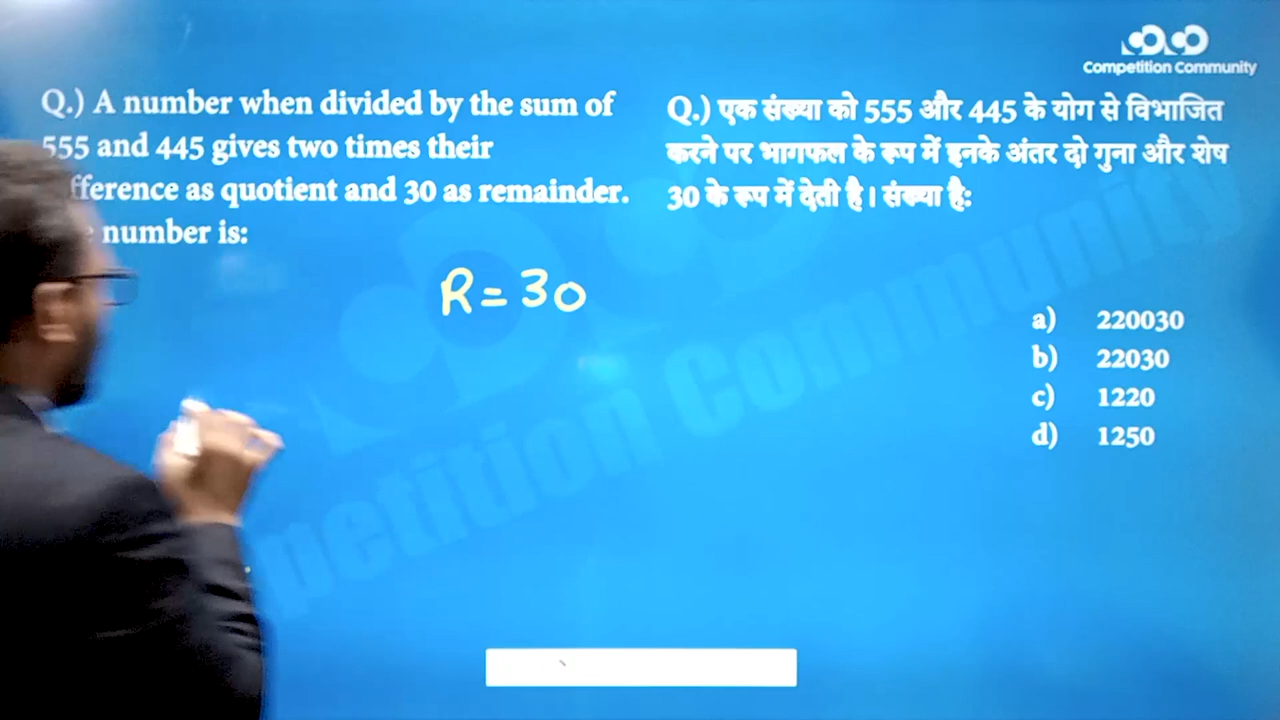 Competition Community
Q.) A number when divided by the sum of
555 and 445 gives two times their
fference as quotient and 30 as remainder.
number is:
Q.) एक संख्या को 555 और 445 के योग से विभाजित
करने पर भागफल के रूप में इनके अंतर दो गुना और शेष
30 के रूप में देती है। संख्या है:
R=30
a) 220030
b) 22030
c) 1220
d) 1250
petition Community